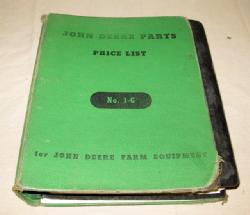 JOHN DEERE PARTS
PRICE LIST
No. 1-G
for JOHN DEERE FARM EQUIPMENT